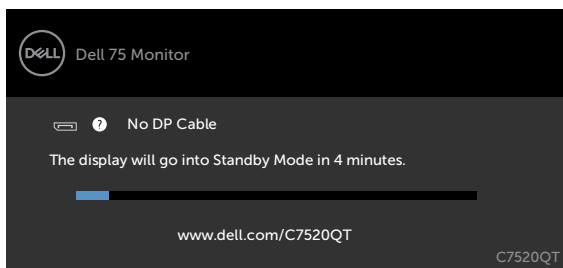 DELL
Dell 75 Monitor
? No DP Cable
The display will go into Standby Mode in 4 minutes.
www.dell.com/C7520QT
C7520QT